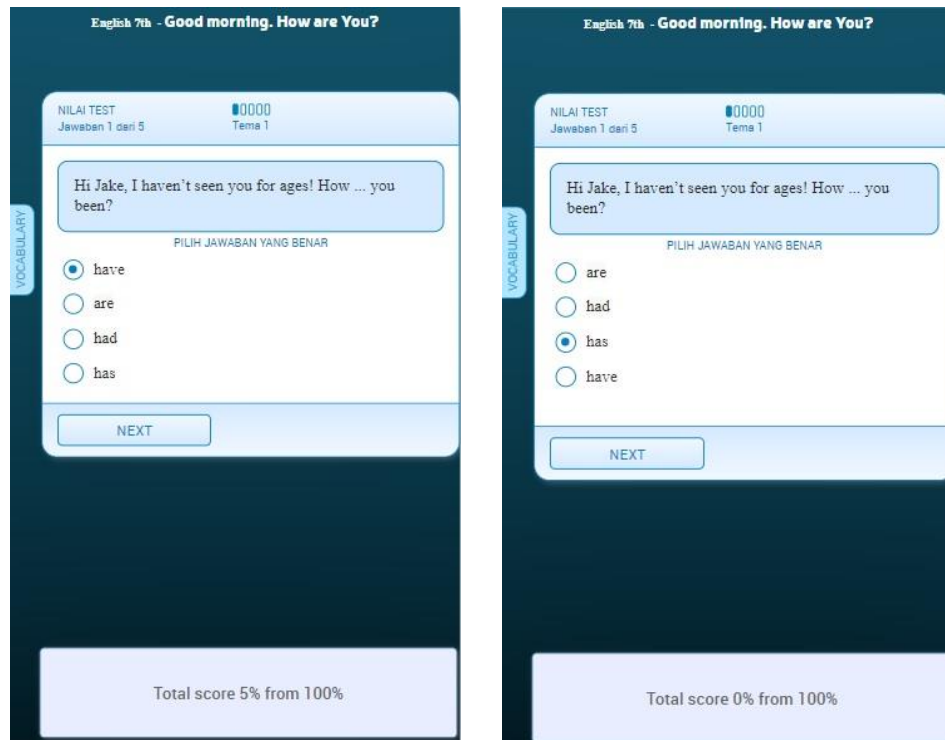 English 7th - Good morning. How are You?
NILAI TEST
Jawaban 1 dari 5
Tema 1
Hi Jake, I haven't seen you for ages! How ... you
been?
PILIH JAWABAN YANG BENAR
have
are
had
has
NEXT
VOCABULARY
Total score 5% from 100%
English 7th - Good morning. How are You?
NILAI TEST
Jawaban 1 dari 5
Tema 1
Hi Jake, I haven't seen you for ages! How ... you
been?
PILIH JAWABAN YANG BENAR
are
had
has
have
NEXT
VOCABULARY
Total score 0% from 100%